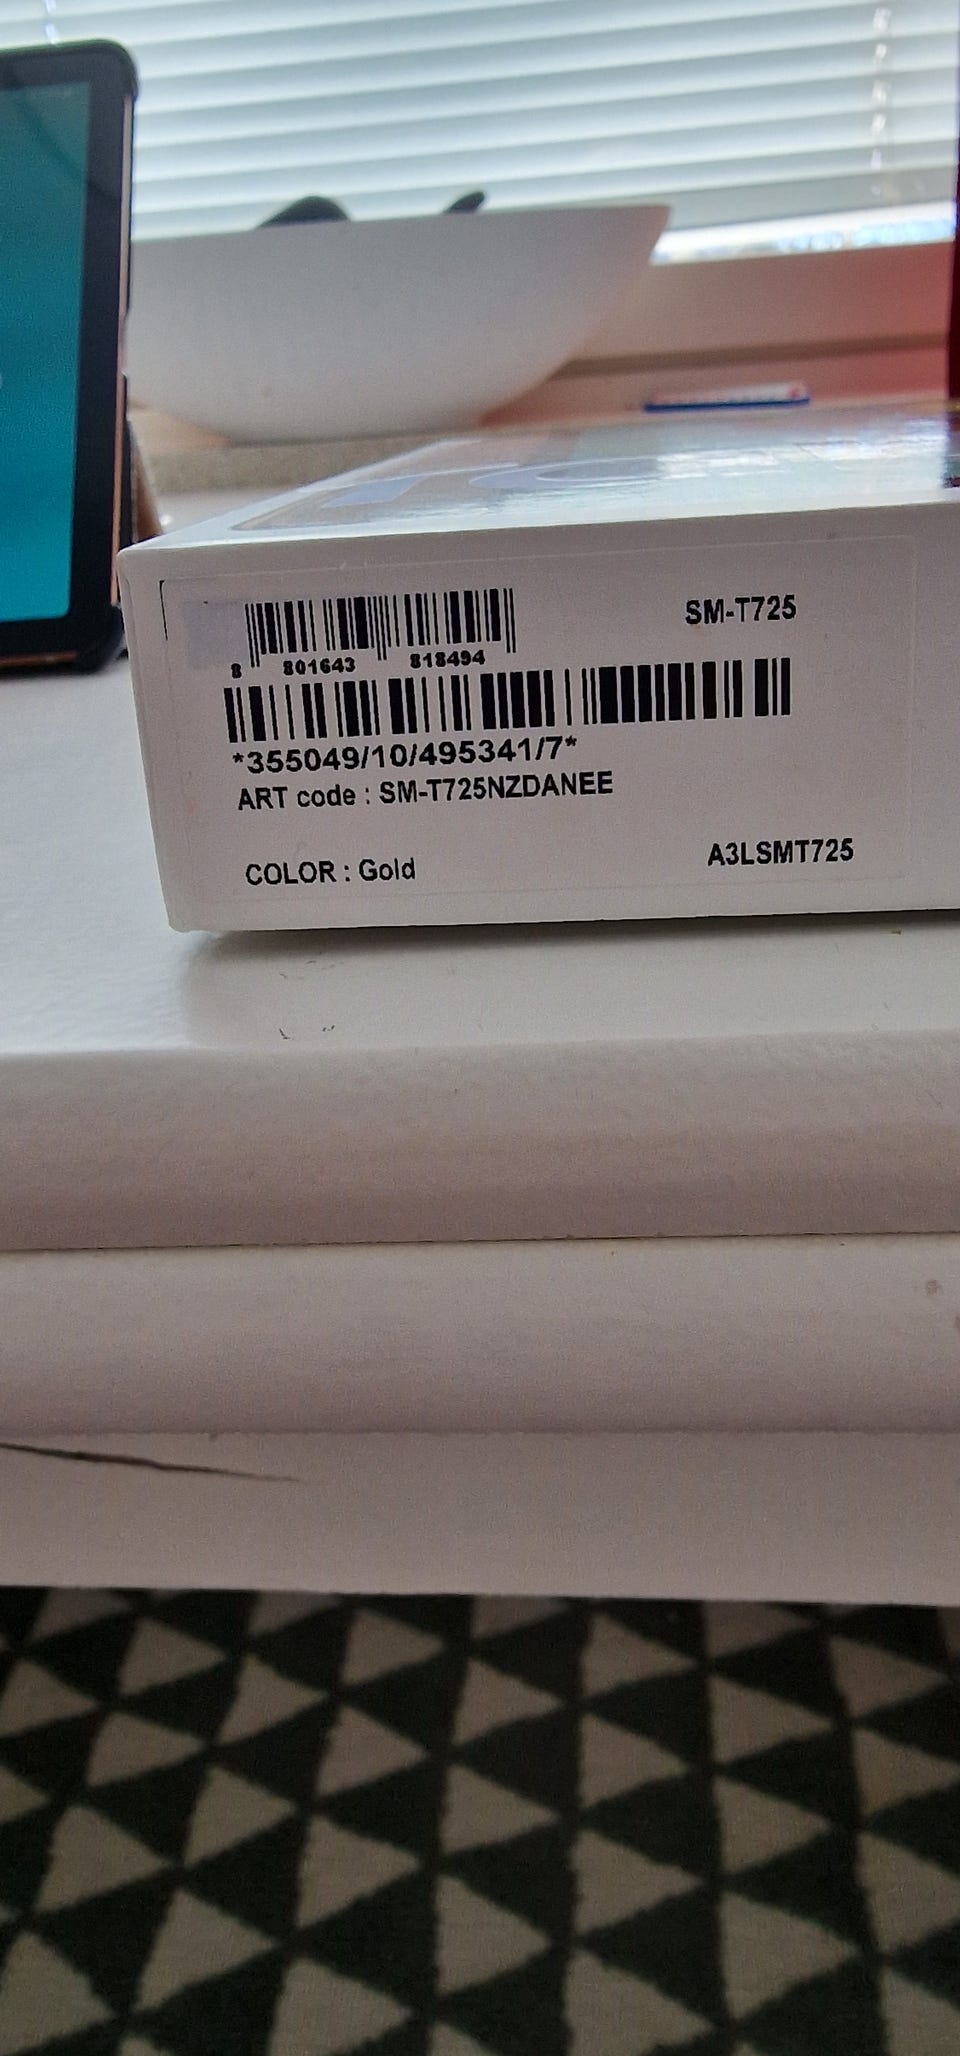 SM-T725
8 801643 818494
*355049/10/495341/7*
ART code : SM-T725NZDANEE
COLOR : Gold
A3LSMT725